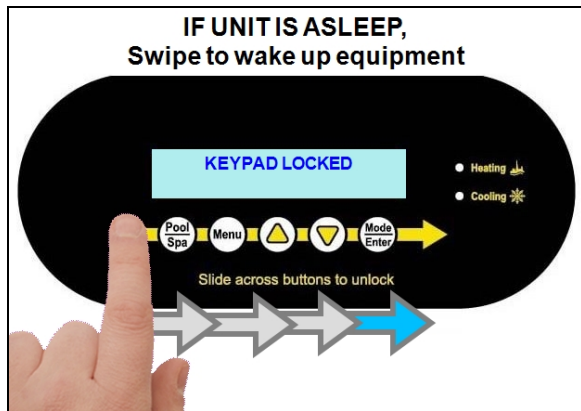 IF UNIT IS ASLEEP,
Swipe to wake up equipment
KEYPAD LOCKED
Heating
Cooling
Pool
Spa
Menu
Mode
Enter
Slide across buttons to unlock